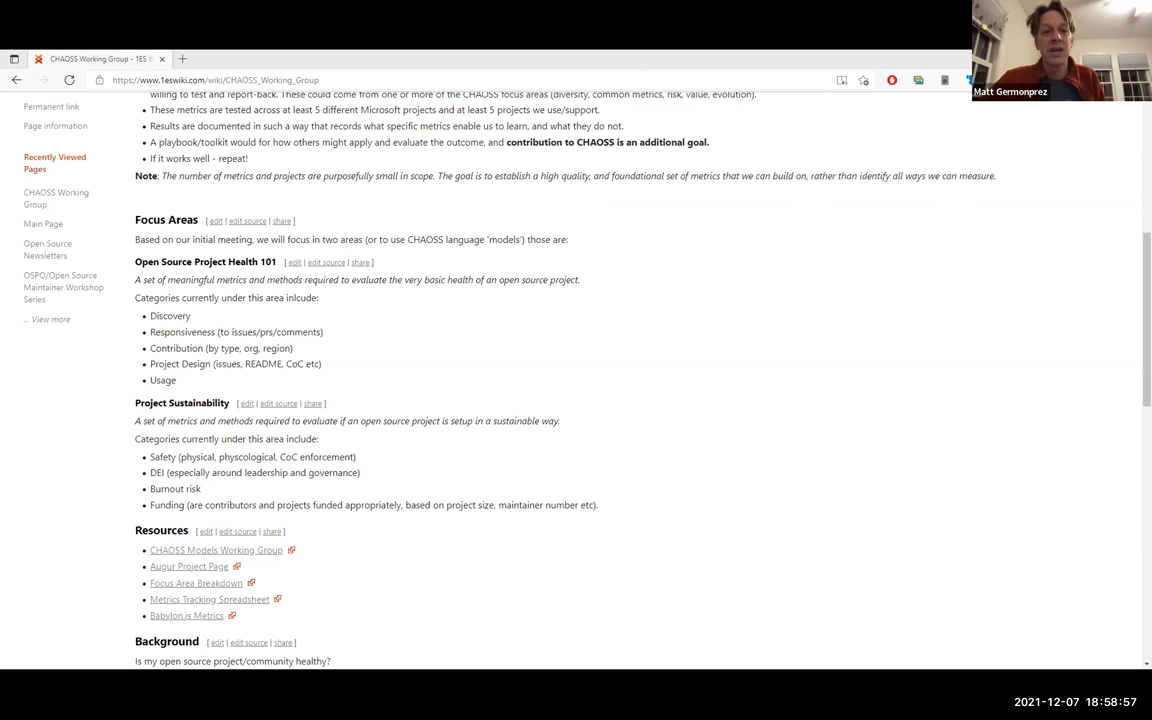 CHAOSS Working Group - 1ES W
https://www.1eswiki.com/wiki/CHAOSS_Working_Group
Matt Germonprez
Permanent link
Page information
Recently Viewed
Pages
CHAOSS Working
Group
Main Page
Open Source
Newsletters
OSPO/Open Source
Maintainer Workshop
Series
... View more
willing to test and report-back. These could come from one or more of the CHAOSS focus areas (diversity, common metrics, risk, value, evolution).
• These metrics are tested across at least 5 different Microsoft projects and at least 5 projects we use/support.
• Results are documented in such a way that records what specific metrics enable us to learn, and what they do not.
• A playbook/toolkit would for how others might apply and evaluate the outcome, and contribution to CHAOSS is an additional goal.
• If it works well - repeat!
Note: The number of metrics and projects are purposefully small in scope. The goal is to establish a high quality, and foundational set of metrics that we can build on, rather than identify all ways we can measure.
Focus Areas [ edit | edit source | share ]
Based on our initial meeting, we will focus in two areas (or to use CHAOSS language 'models') those are:
Open Source Project Health 101 [ edit | edit source | share ]
A set of meaningful metrics and methods required to evaluate the very basic health of an open source project.
Categories currently under this area inlcude:
• Discovery
• Responsiveness (to issues/prs/comments)
• Contribution (by type, org, region)
• Project Design (issues, README, CoC etc)
• Usage
Project Sustainability [ edit | edit source | share ]
A set of metrics and methods required to evaluate if an open source project is setup in a sustainable way.
Categories currently under this area include:
• Safety (physical, physcological, CoC enforcement)
• DEI (especially around leadership and governance)
• Burnout risk
• Funding (are contributors and projects funded appropriately, based on project size, maintainer number etc).
Resources [ edit | edit source | share ]
• CHAOSS Models Working Group
• Augur Project Page
• Focus Area Breakdown
• Metrics Tracking Spreadsheet
• Babylon.js Metrics
Background [ edit | edit source | share ]
Is my open source project/community healthy?
2021-12-07 18:58:57